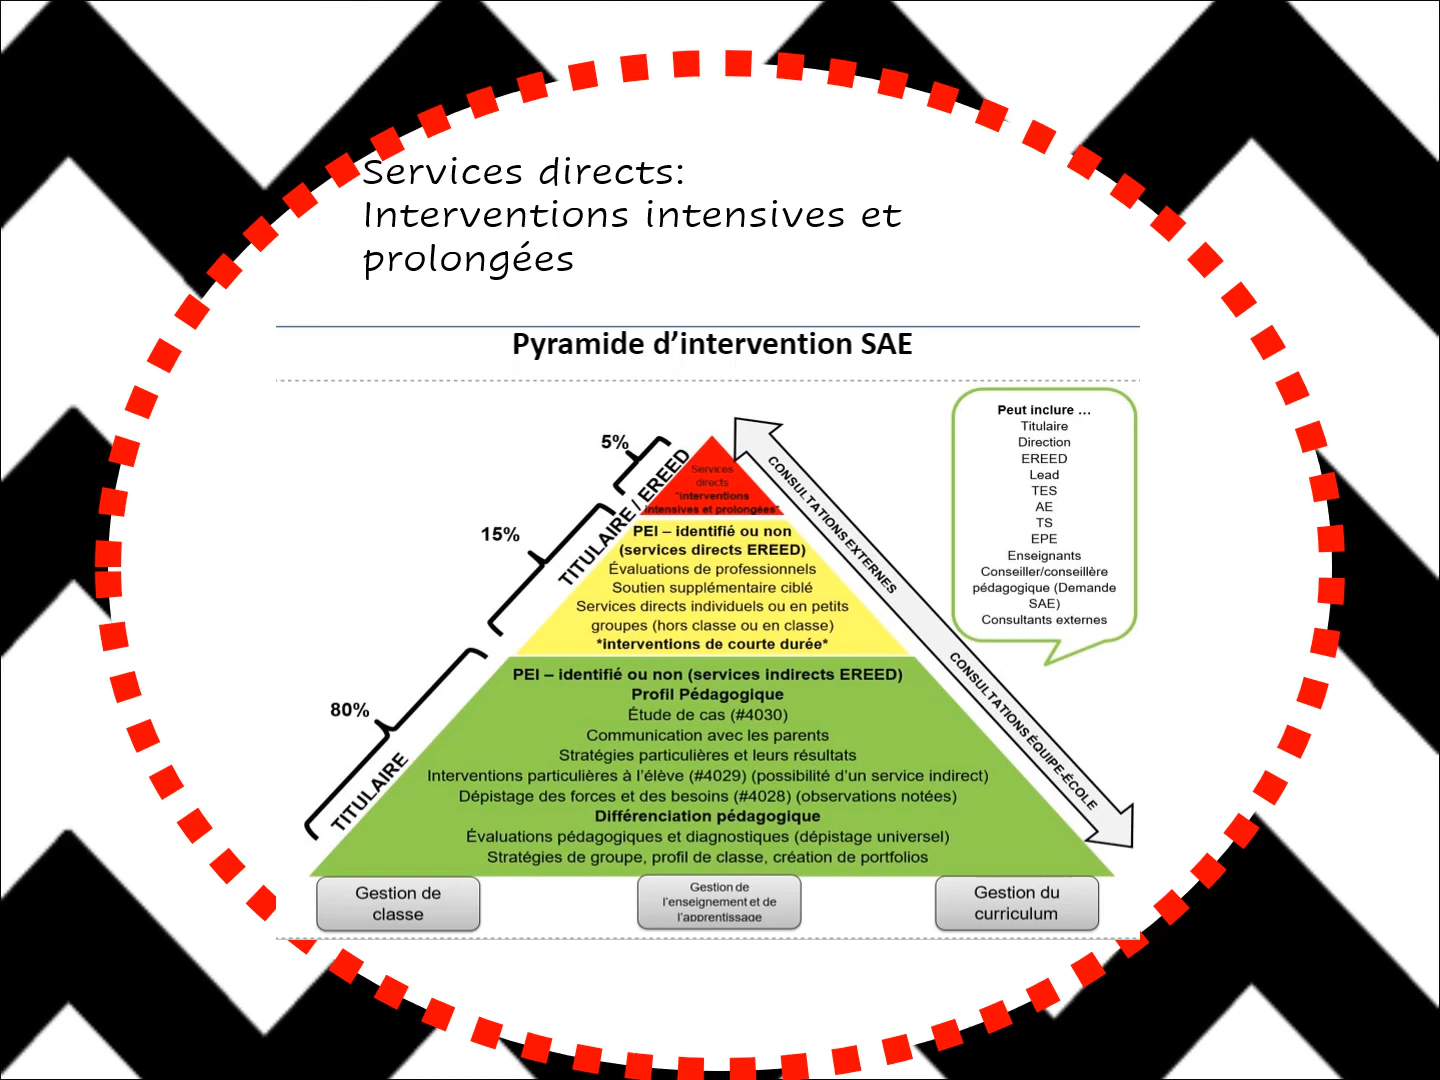 Services directs:
Interventions intensives et
prolongées
Pyramide d'intervention SAE
Peut inclure ...
Titulaire
Direction
EREED
Lead
TES
AE
TS
EPE
Enseignants
Conseiller/conseillère
pédagogique (Demande
SAE)
Consultants externes
5%
15%
80%
TITULAIRE / EREED
TITULAIRE
CONSULTATIONS EXTERNES
CONSULTATIONS ÉQUIPE-ÉCOLE
Services
directs
"interventions
intensives et prolongées"
PEI – identifié ou non
(services directs EREED)
Évaluations de professionnels
Soutien supplémentaire ciblé
Services directs individuels ou en petits
groupes (hors classe ou en classe)
*interventions de courte durée*
PEI – identifié ou non (services indirects EREED)
Profil Pédagogique
Étude de cas (#4030)
Communication avec les parents
Stratégies particulières et leurs résultats
Interventions particulières à l'élève (#4029) (possibilité d'un service indirect)
Dépistage des forces et des besoins (#4028) (observations notées)
Différenciation pédagogique
Évaluations pédagogiques et diagnostiques (dépistage universel)
Stratégies de groupe, profil de classe, création de portfolios
Gestion de
classe
Gestion de
l'enseignement et de
l'apprentissage
Gestion du
curriculum